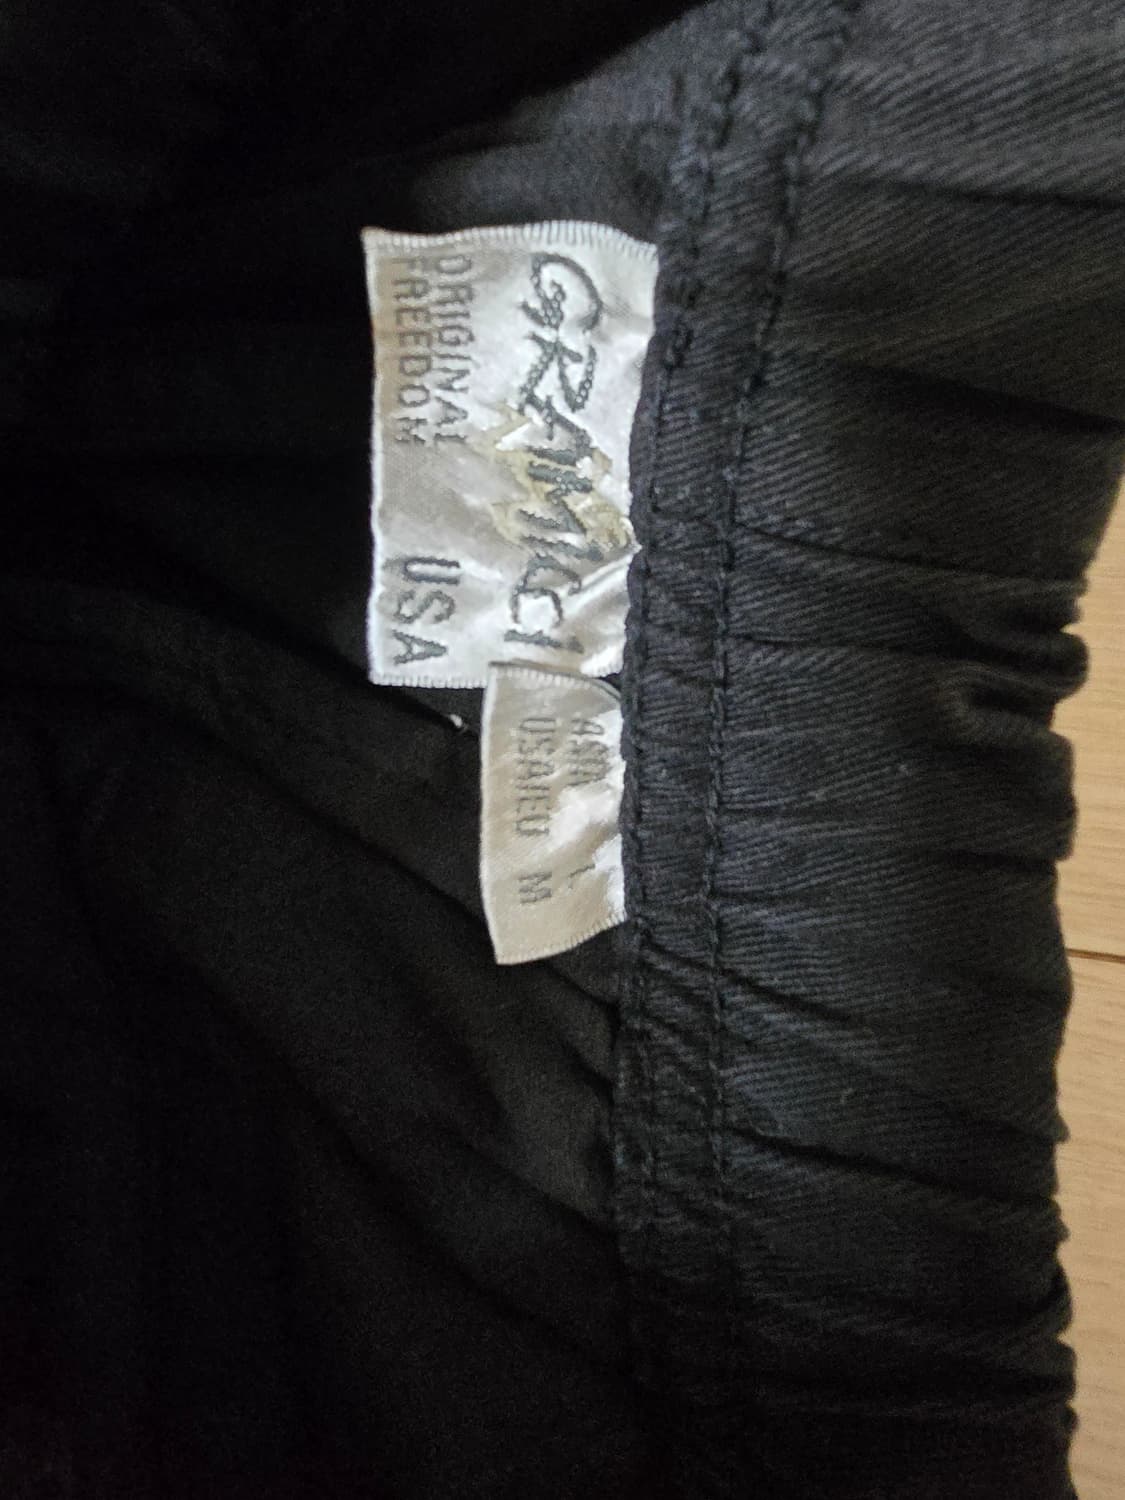 GRAMICCI
ORIGINAL
FREEDOM
USA
ASIA L
USA/EU M